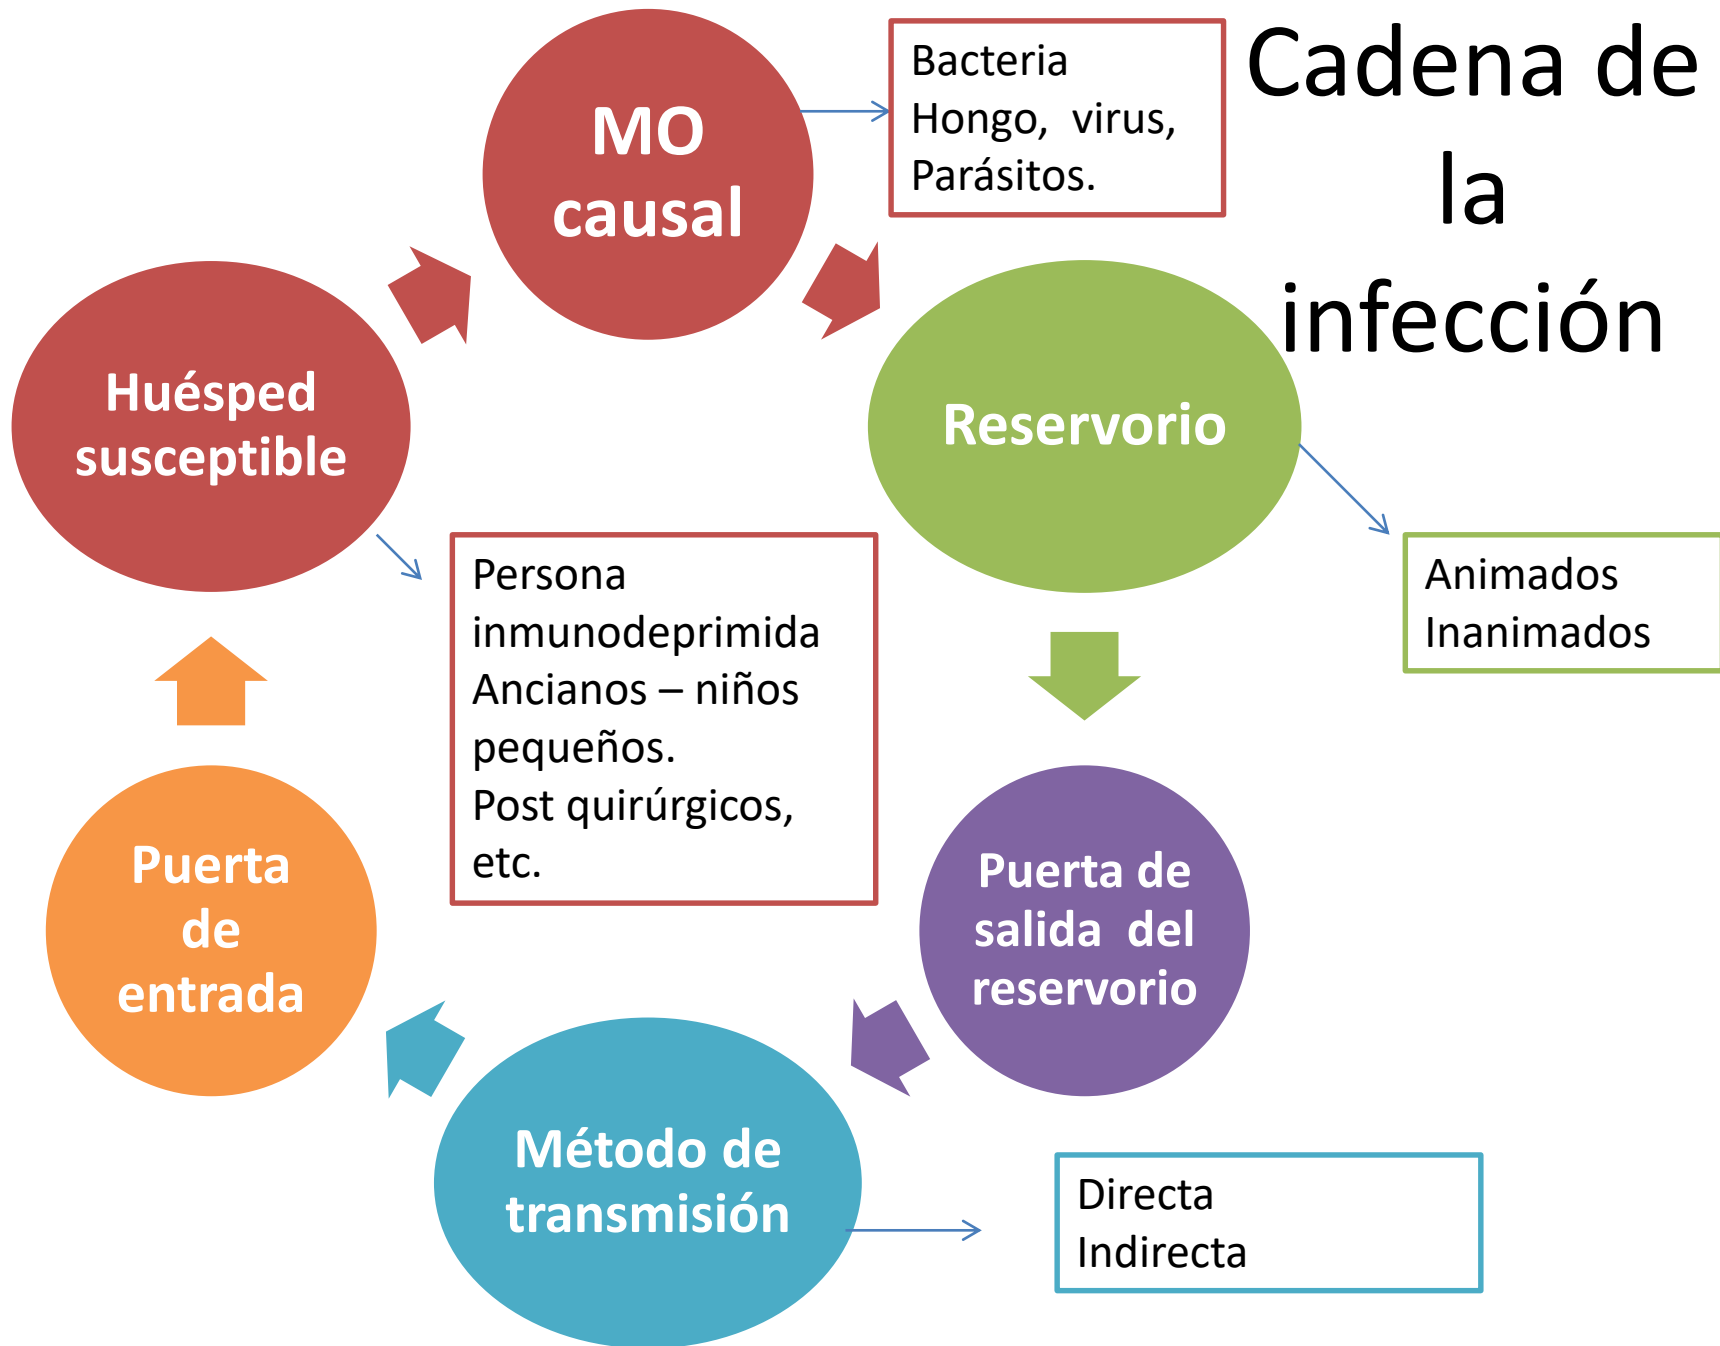 Cadena de
la
infección
MO
causal
Bacteria
Hongo,  virus,
Parásitos.
Reservorio
Animados
Inanimados
Puerta de
salida  del
reservorio
Método de
transmisión
Directa
Indirecta
Puerta
de
entrada
Huésped
susceptible
Persona
inmunodeprimida
Ancianos – niños
pequeños.
Post quirúrgicos,
etc.